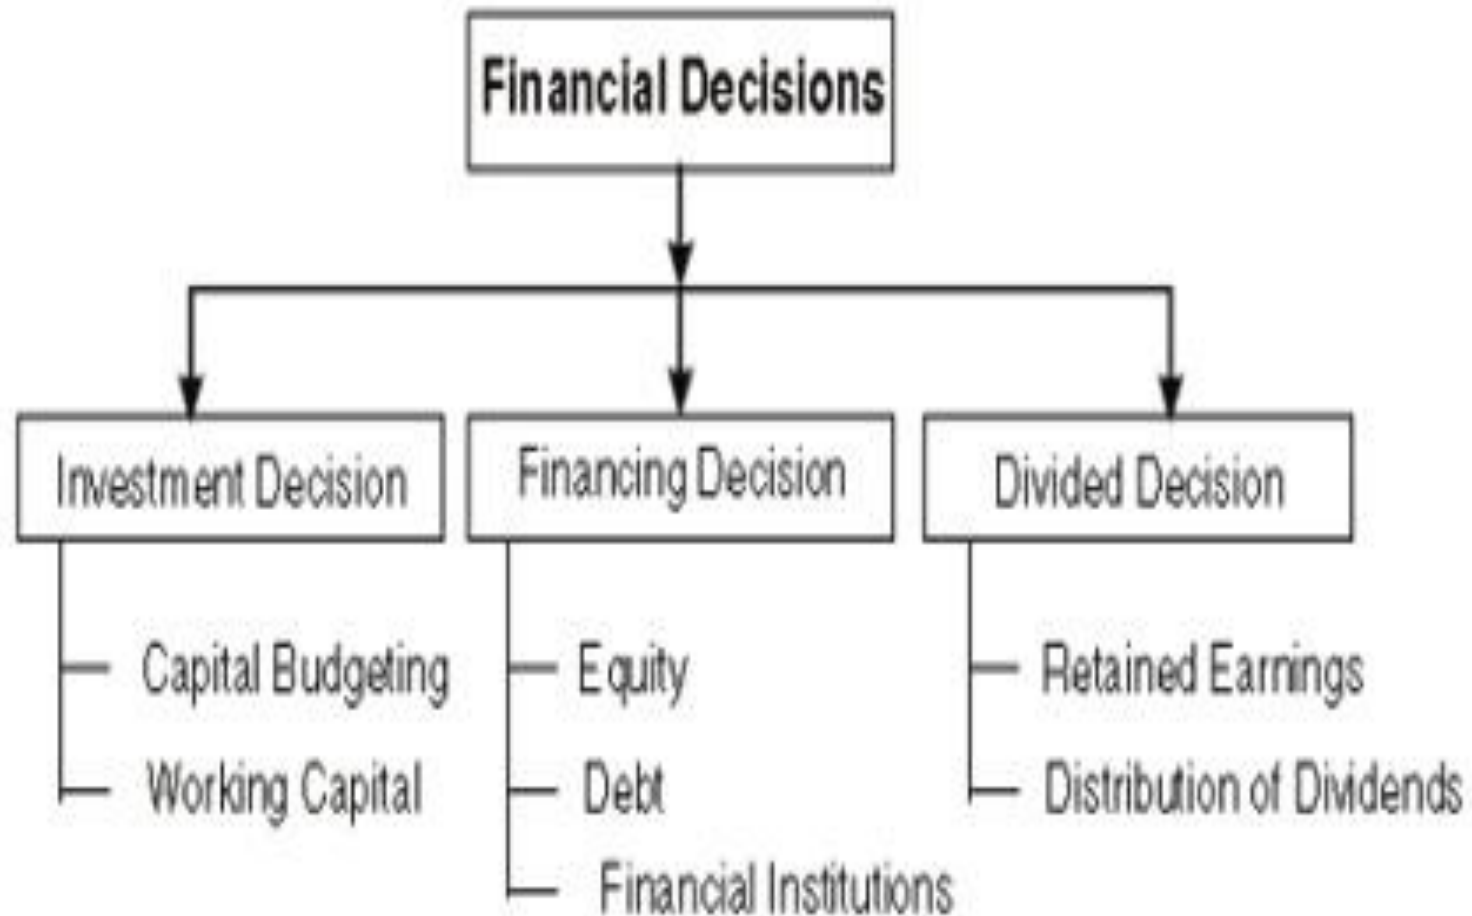 Financial Decisions
Investment Decision
Financing Decision
Divided Decision
Capital Budgeting
Working Capital
Equity
Debt
Financial Institutions
Retained Earnings
Distribution of Dividends